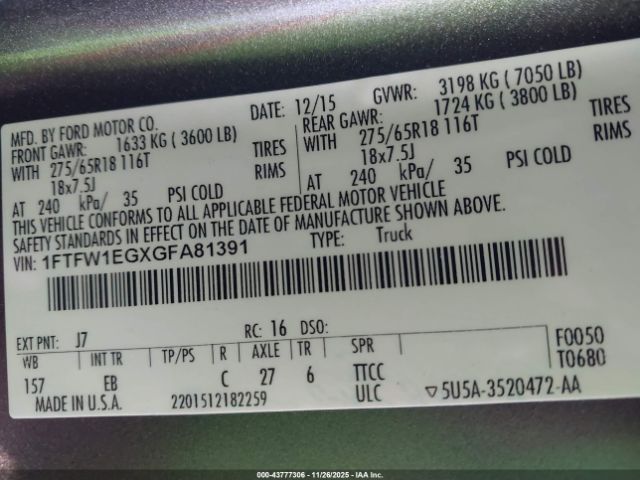 DATE: 12/15 GVWR: 3198 KG ( 7050 LB)
MFD. BY FORD MOTOR CO.
FRONT GAWR: 1633 KG ( 3600 LB) REAR GAWR: 1724 KG ( 3800 LB)
WITH 275/65R18 116T TIRES WITH 275/65R18 116T TIRES
18x7.5J RIMS 18x7.5J RIMS
AT 240 kPa/ 35 PSI COLD AT 240 kPa/ 35 PSI COLD
THIS VEHICLE CONFORMS TO ALL APPLICABLE FEDERAL MOTOR VEHICLE
SAFETY STANDARDS IN EFFECT ON THE DATE OF MANUFACTURE SHOWN ABOVE.
VIN: 1FTFW1EGXGFA81391 TYPE: Truck
EXT PNT: J7 RC: 16 DSO: F0050
WB INT TR TP/PS R AXLE TR SPR T0680
157 EB C 27 6 TTCC
MADE IN U.S.A. 2201512182259 ULC ▽5U5A-3520472-AA
000-43777306 - 11/26/2025 - IAA Inc.